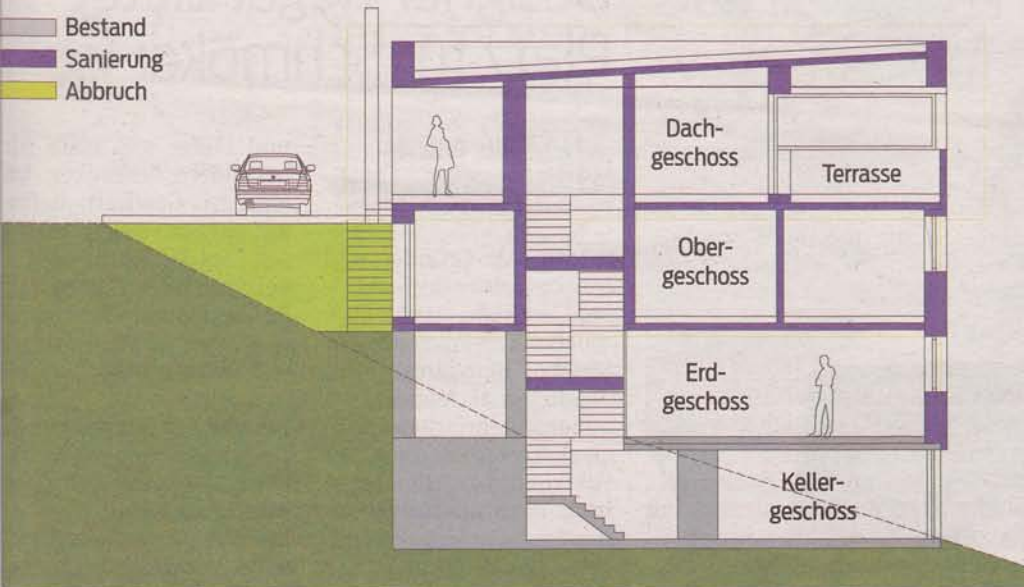 Bestand
Sanierung
Abbruch
Dach-
geschoss
Terrasse
Ober-
geschoss
Erd-
geschoss
Keller-
geschoss